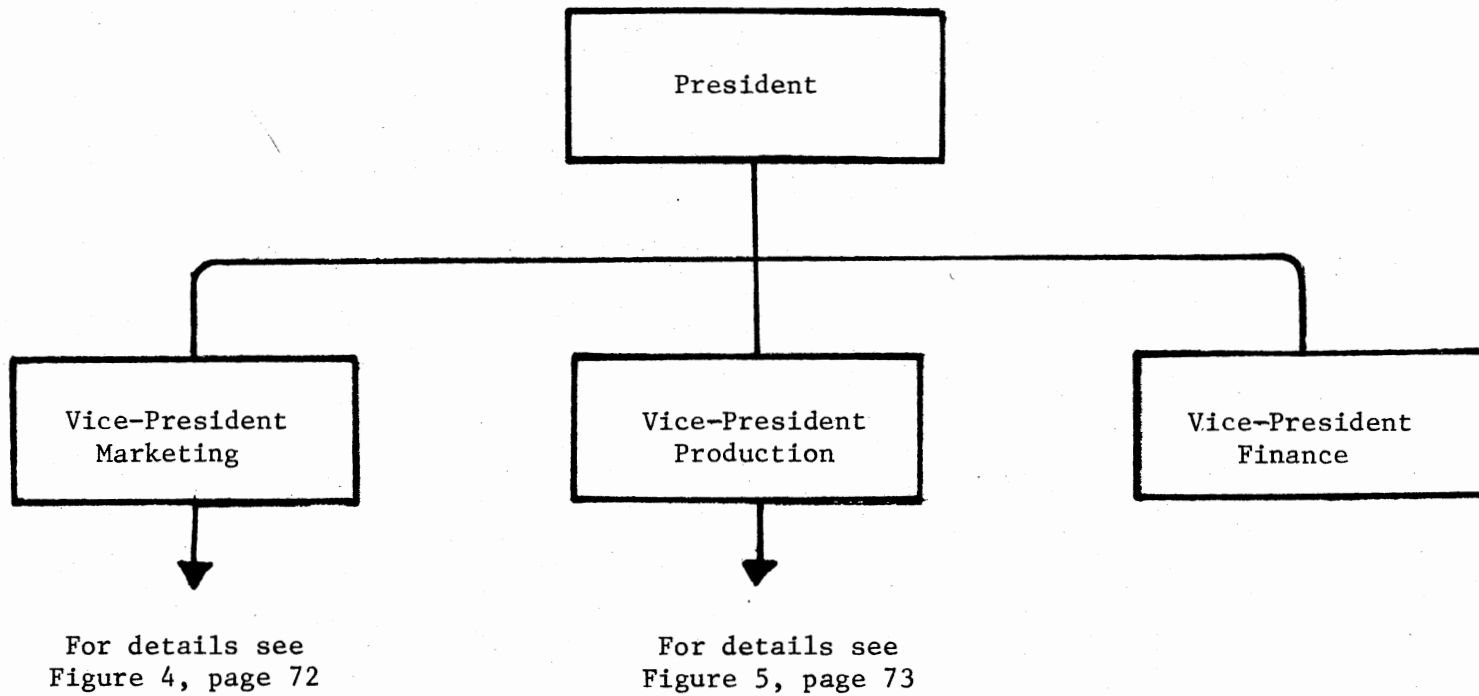 President
Vice-President
Marketing
Vice-President
Production
Vice-President
Finance
For details see
Figure 4, page 72
For details see
Figure 5, page 73